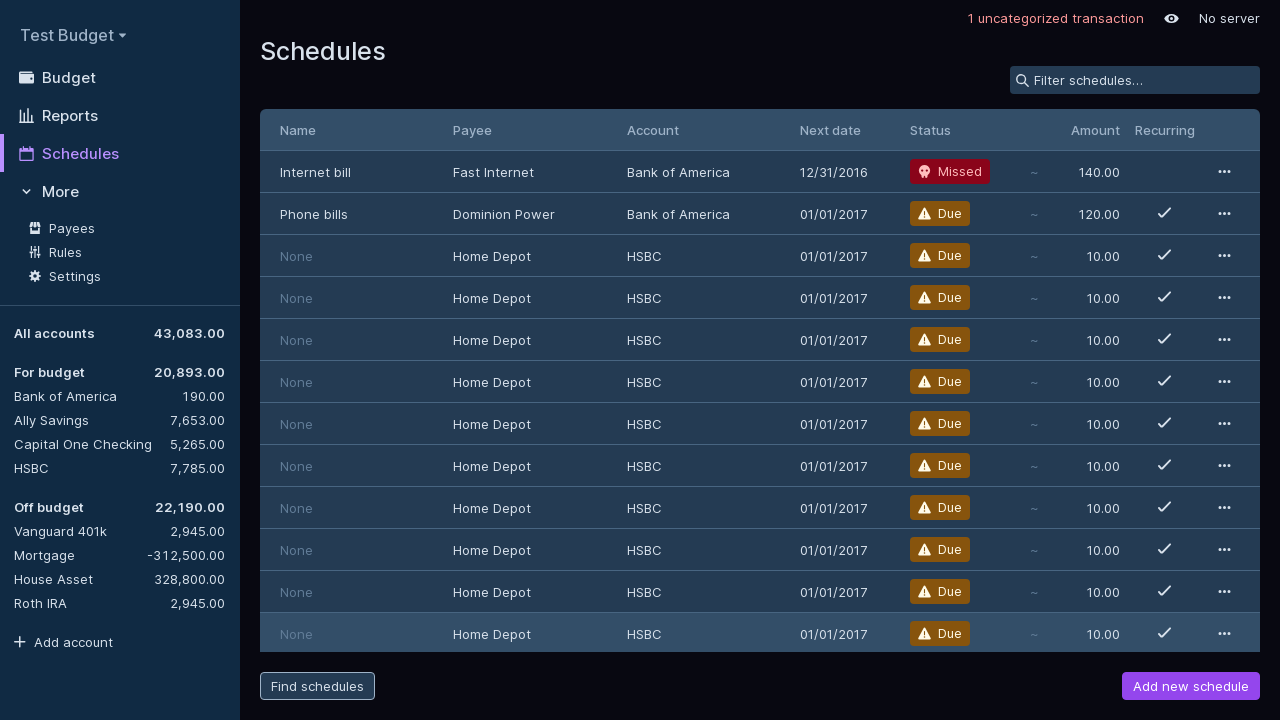 Test Budget
Budget
Reports
Schedules
More
Payees
Rules
Settings
All accounts 43,083.00
For budget 20,893.00
Bank of America 190.00
Ally Savings 7,653.00
Capital One Checking 5,265.00
HSBC 7,785.00
Off budget 22,190.00
Vanguard 401k 2,945.00
Mortgage -312,500.00
House Asset 328,800.00
Roth IRA 2,945.00
Add account
1 uncategorized transaction No server
Schedules
Filter schedules...
Name Payee Account Next date Status Amount Recurring
Internet bill Fast Internet Bank of America 12/31/2016 Missed ~ 140.00
Phone bills Dominion Power Bank of America 01/01/2017 Due ~ 120.00
None Home Depot HSBC 01/01/2017 Due ~ 10.00
None Home Depot HSBC 01/01/2017 Due ~ 10.00
None Home Depot HSBC 01/01/2017 Due ~ 10.00
None Home Depot HSBC 01/01/2017 Due ~ 10.00
None Home Depot HSBC 01/01/2017 Due ~ 10.00
None Home Depot HSBC 01/01/2017 Due ~ 10.00
None Home Depot HSBC 01/01/2017 Due ~ 10.00
None Home Depot HSBC 01/01/2017 Due ~ 10.00
None Home Depot HSBC 01/01/2017 Due ~ 10.00
None Home Depot HSBC 01/01/2017 Due ~ 10.00
Find schedules
Add new schedule